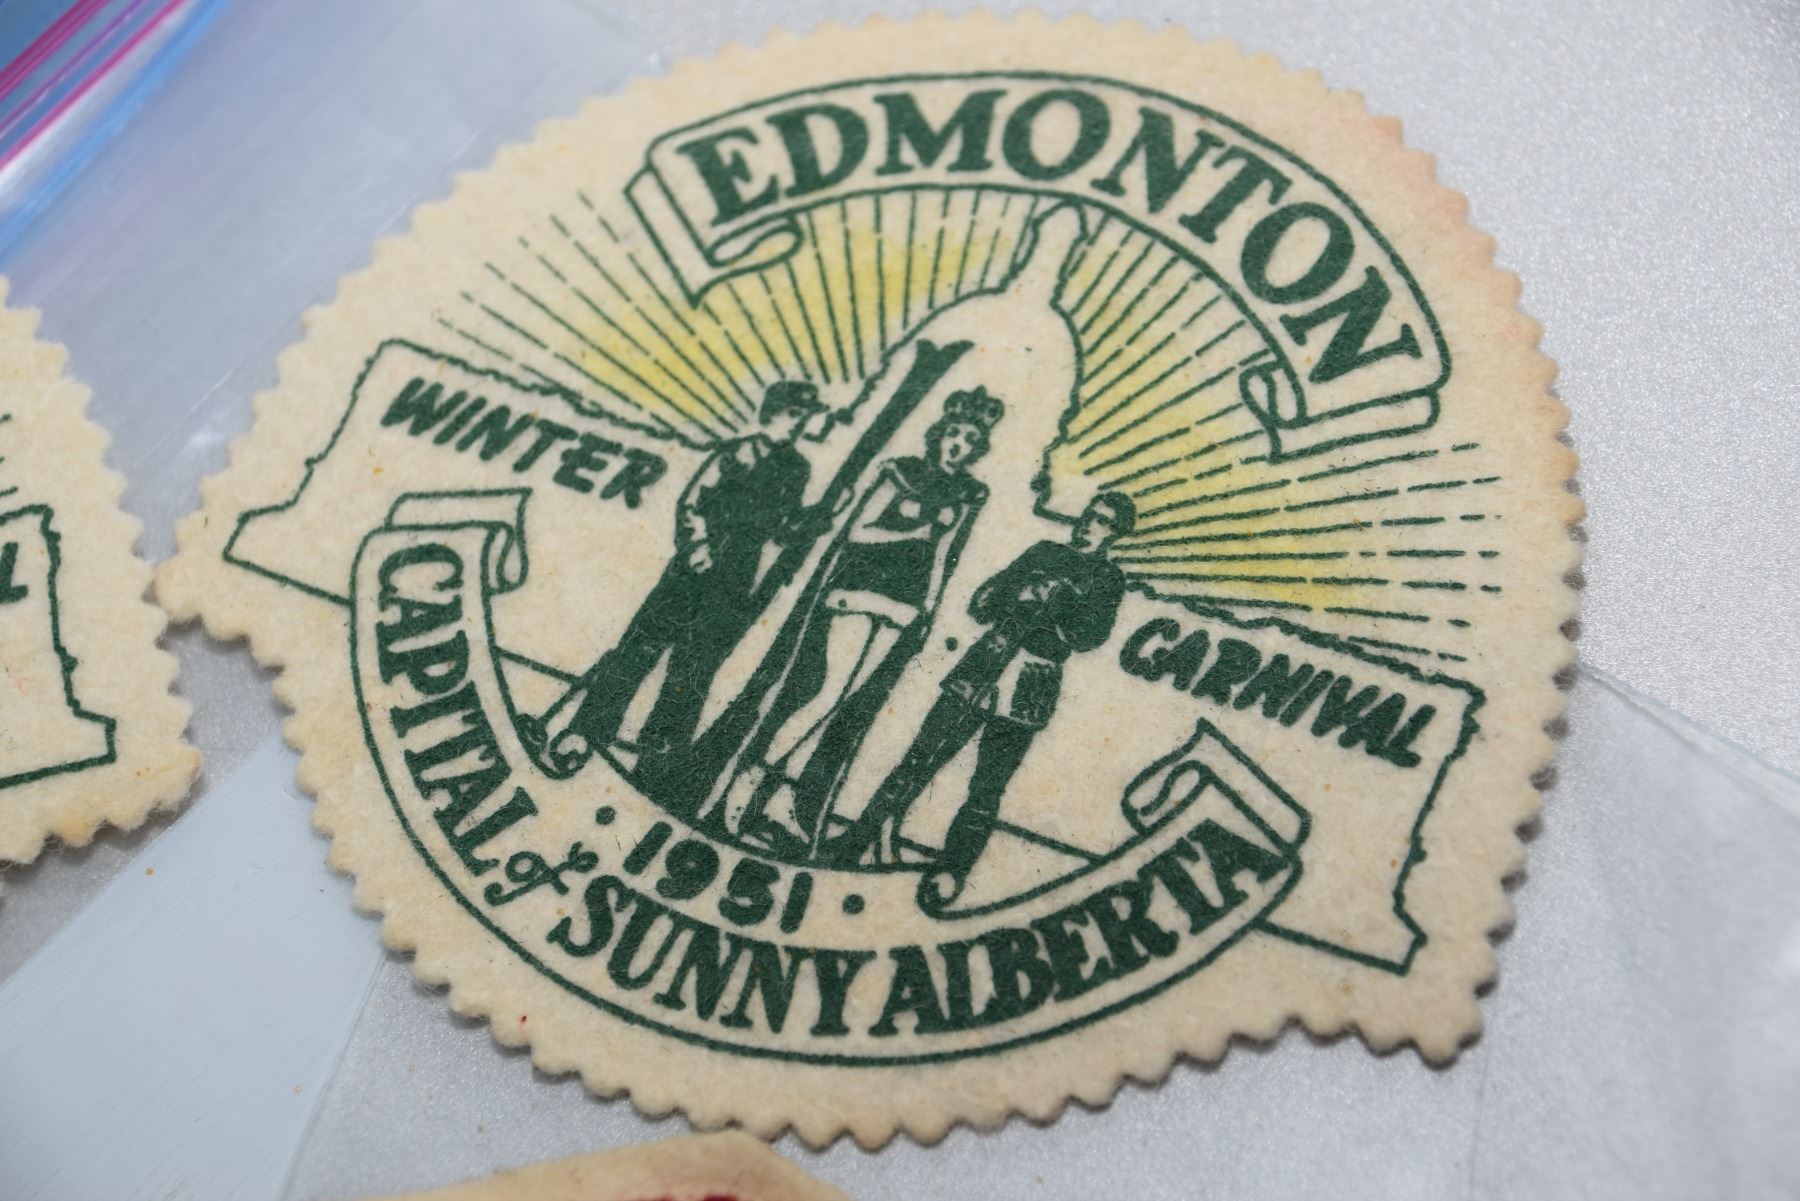 EDMONTON
WINTER
CARNIVAL
• 1951 •
CAPITAL of SUNNY ALBERTA
L